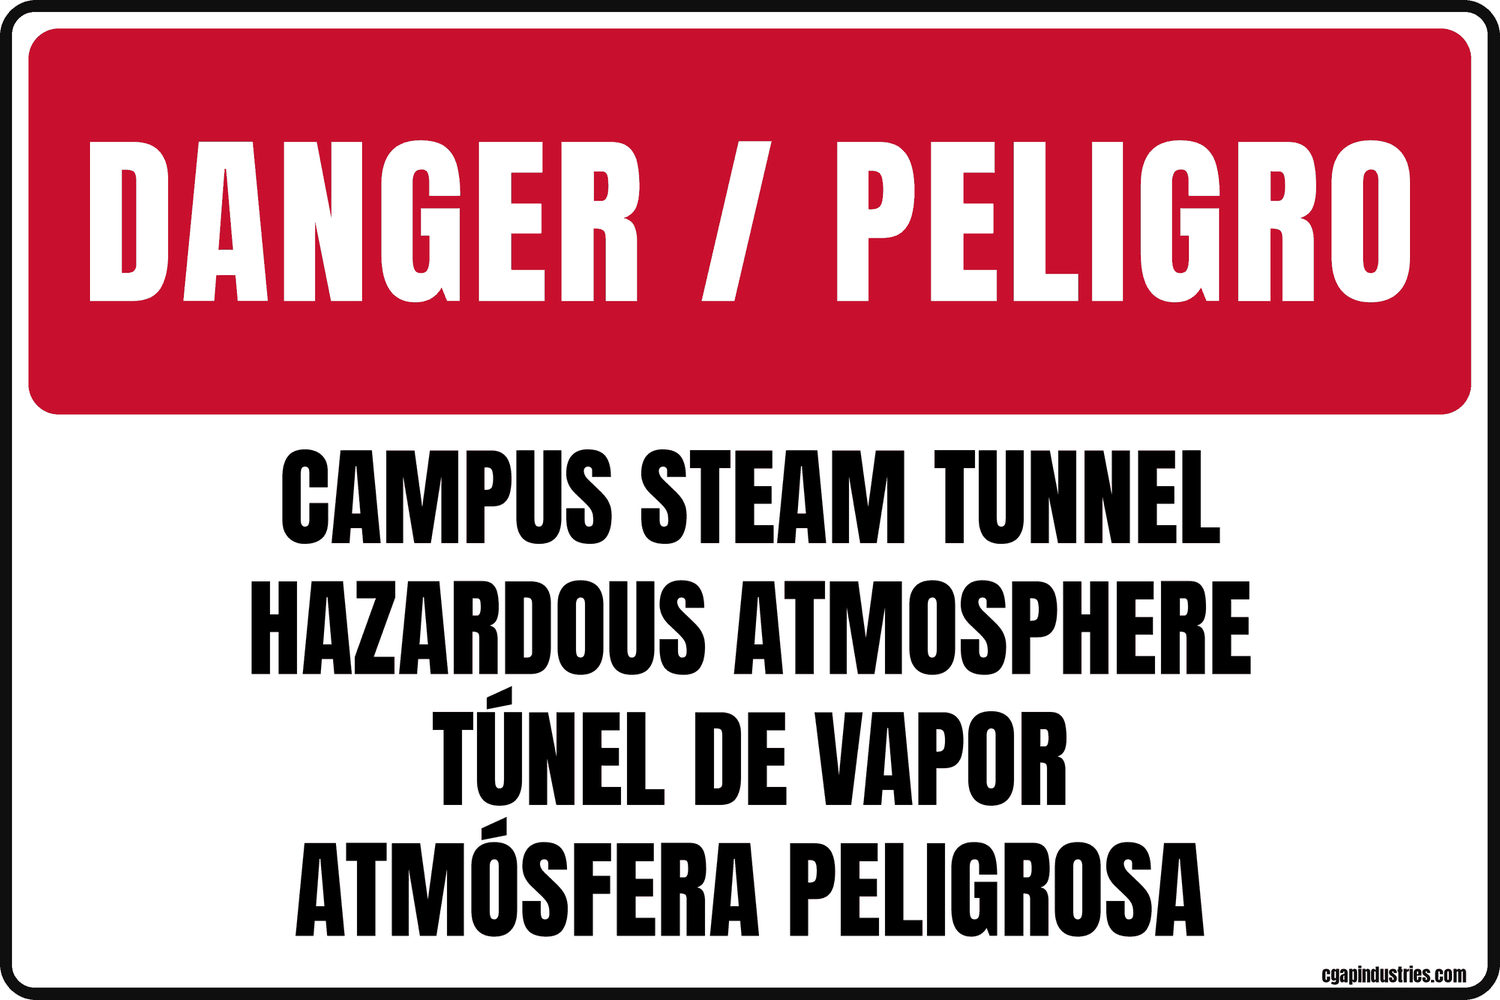 DANGER / PELIGRO
CAMPUS STEAM TUNNEL
HAZARDOUS ATMOSPHERE
TÚNEL DE VAPOR
ATMÓSFERA PELIGROSA
cgapindustries.com